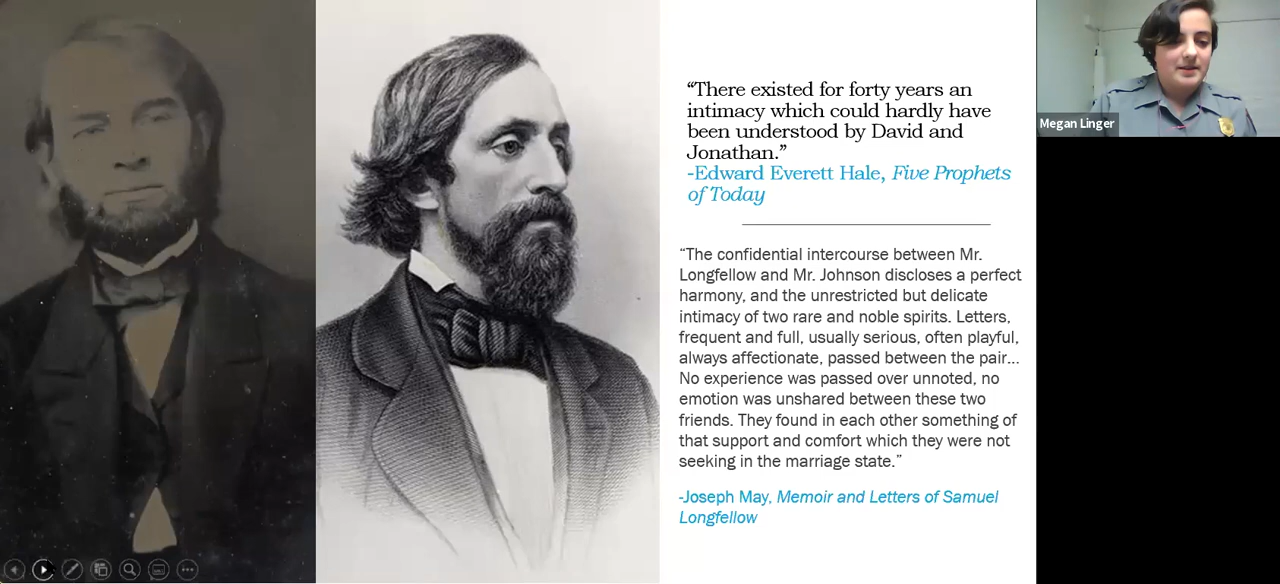 “There existed for forty years an
intimacy which could hardly have
been understood by David and
Jonathan.”
-Edward Everett Hale, Five Prophets
of Today
“The confidential intercourse between Mr.
Longfellow and Mr. Johnson discloses a perfect
harmony, and the unrestricted but delicate
intimacy of two rare and noble spirits. Letters,
frequent and full, usually serious, often playful,
always affectionate, passed between the pair...
No experience was passed over unnoted, no
emotion was unshared between these two
friends. They found in each other something of
that support and comfort which they were not
seeking in the marriage state.”
-Joseph May, Memoir and Letters of Samuel
Longfellow
Megan Linger